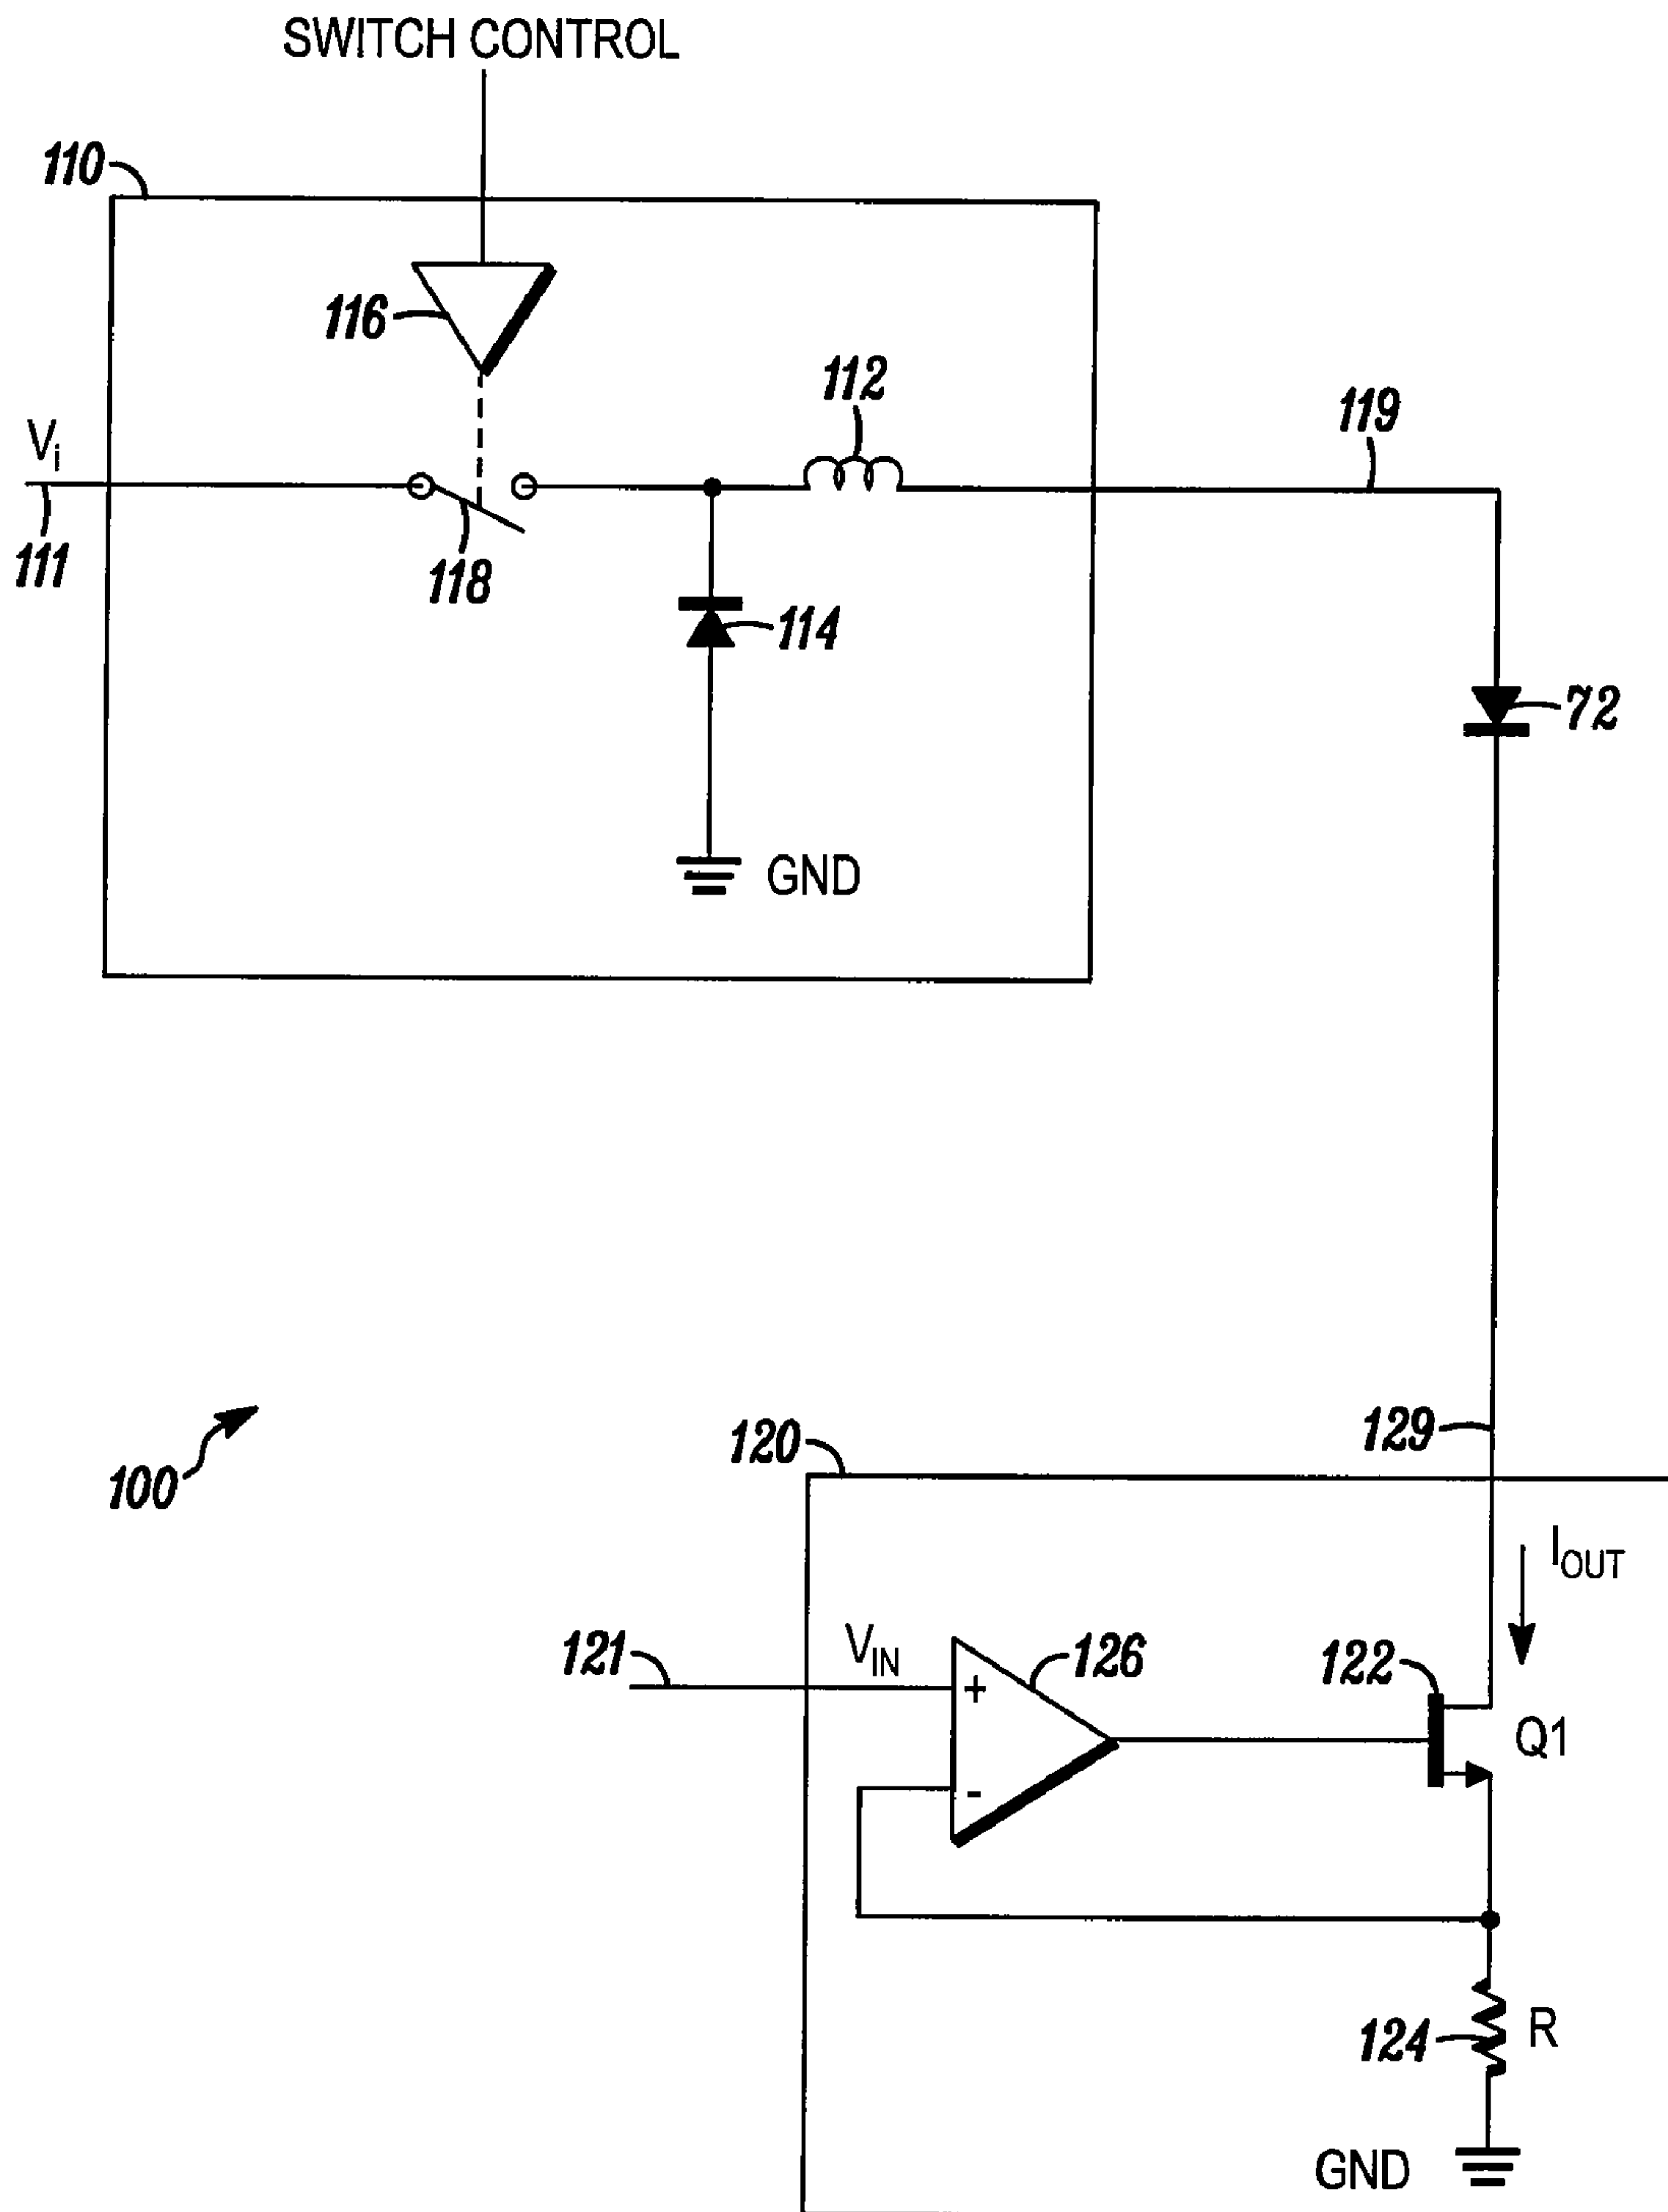 SWITCH CONTROL
110
116
112
119
Vi
111
118
114
72
GND
129
120
100
IOUT
121
VIN
126
122
+
Q1
-
R
124
GND